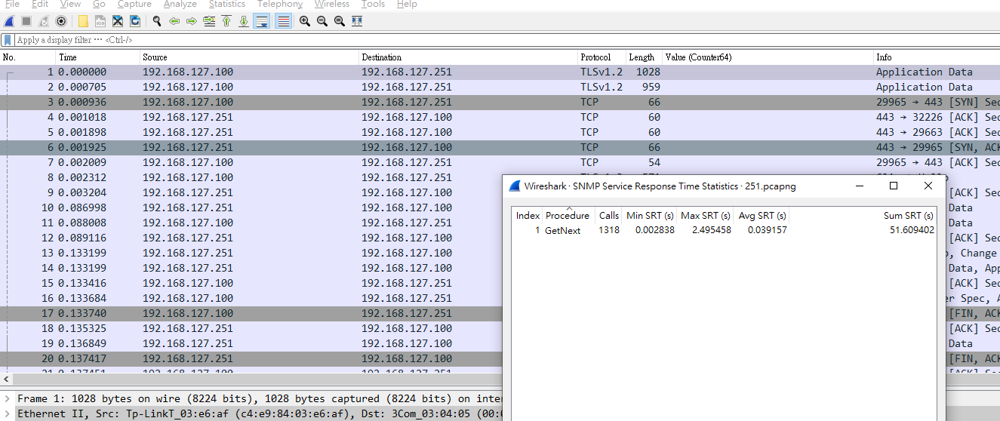 File Edit View Go Capture Analyze Statistics Telephony Wireless Tools Help
Apply a display filter ⋯ <Ctrl-/>
No. Time Source Destination Protocol Length Value (Counter64) Info
1 0.000000 192.168.127.100 192.168.127.251 TLSv1.2 1028 Application Data
2 0.000705 192.168.127.100 192.168.127.251 TLSv1.2 959 Application Data
3 0.000936 192.168.127.100 192.168.127.251 TCP 66 29965 → 443 [SYN] Sec
4 0.001018 192.168.127.251 192.168.127.100 TCP 60 443 → 32226 [ACK] Sec
5 0.001898 192.168.127.251 192.168.127.100 TCP 60 443 → 29663 [ACK] Sec
6 0.001925 192.168.127.251 192.168.127.100 TCP 66 443 → 29965 [SYN, ACK
7 0.002009 192.168.127.100 192.168.127.251 TCP 54 29965 → 443 [ACK] Sec
8 0.002312 192.168.127.100 192.168.127.251
9 0.003204 192.168.127.251 192.168.127.100 [ACK] Sec
10 0.086998 192.168.127.251 192.168.127.100 Data
11 0.088008 192.168.127.100 192.168.127.251 Data
12 0.089116 192.168.127.251 192.168.127.100 [ACK] Sec
13 0.133199 192.168.127.251 192.168.127.100 , Change
14 0.133199 192.168.127.251 192.168.127.100 Data, App
15 0.133416 192.168.127.100 192.168.127.251 [ACK] Sec
16 0.133684 192.168.127.100 192.168.127.251 er Spec, A
17 0.133740 192.168.127.100 192.168.127.251 [FIN, ACK
18 0.135325 192.168.127.251 192.168.127.100 [ACK] Sec
19 0.136849 192.168.127.251 192.168.127.100 Data
20 0.137417 192.168.127.251 192.168.127.100 [FIN, ACK
21 0.137451 192.168.127.100 192.168.127.251 [ACK] Sec
Wireshark · SNMP Service Response Time Statistics · 251.pcapng
Index Procedure Calls Min SRT (s) Max SRT (s) Avg SRT (s) Sum SRT (s)
1 GetNext 1318 0.002838 2.495458 0.039157 51.609402
Frame 1: 1028 bytes on wire (8224 bits), 1028 bytes captured (8224 bits) on inter
Ethernet II, Src: Tp-LinkT_03:e6:af (c4:e9:84:03:e6:af), Dst: 3Com_03:04:05 (00: